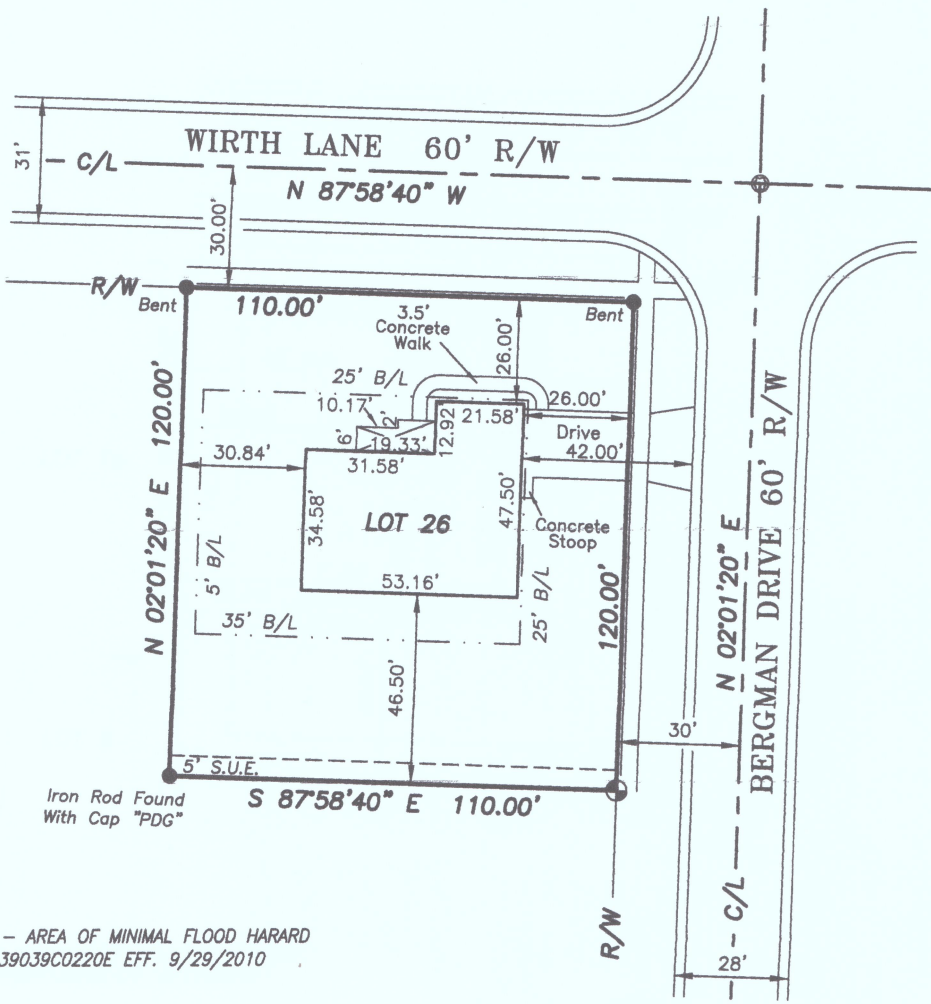 WIRTH LANE 60' R/W
C/L
N 87°58'40" W
31'
30.00'
R/W
Bent
110.00'
Bent
3.5'
Concrete
Walk
26.00'
25' B/L
10.17'
2'
6'
19.33'
12.92
21.58'
26.00'
Drive
42.00'
31.58'
30.84'
34.58'
LOT 26
47.50'
Concrete
Stoop
53.16'
5' B/L
35' B/L
25' B/L
N 02°01'20" E 120.00'
120.00'
46.50'
5' S.U.E.
S 87°58'40" E 110.00'
Iron Rod Found
With Cap "PDG"
30'
N 02°01'20" E
BERGMAN DRIVE 60' R/W
R/W
C/L
28'
– AREA OF MINIMAL FLOOD HARARD
39039C0220E EFF. 9/29/2010